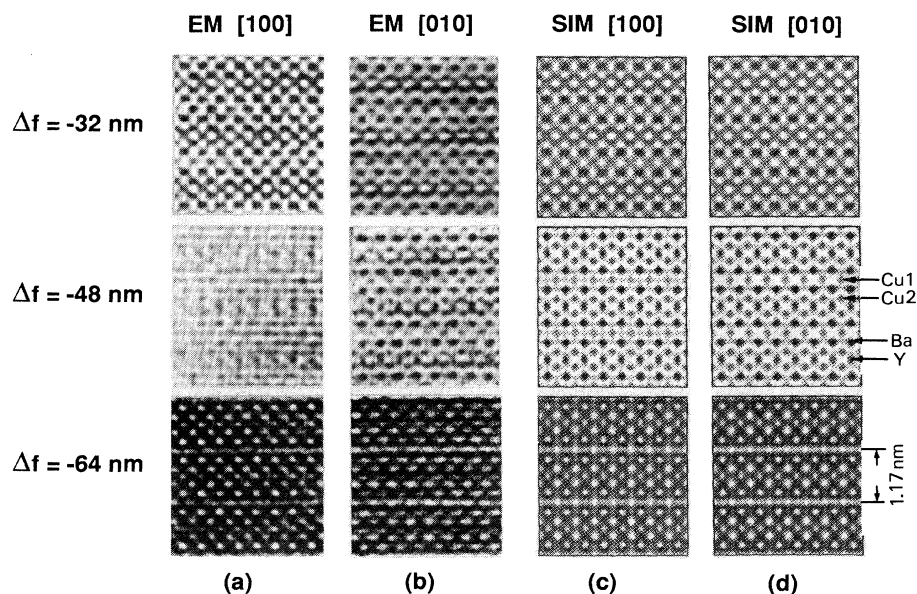 EM [100] EM [010] SIM [100] SIM [010]
Δf = -32 nm
Δf = -48 nm
Cu1
Cu2
Ba
Y
Δf = -64 nm
1.17 nm
(a) (b) (c) (d)